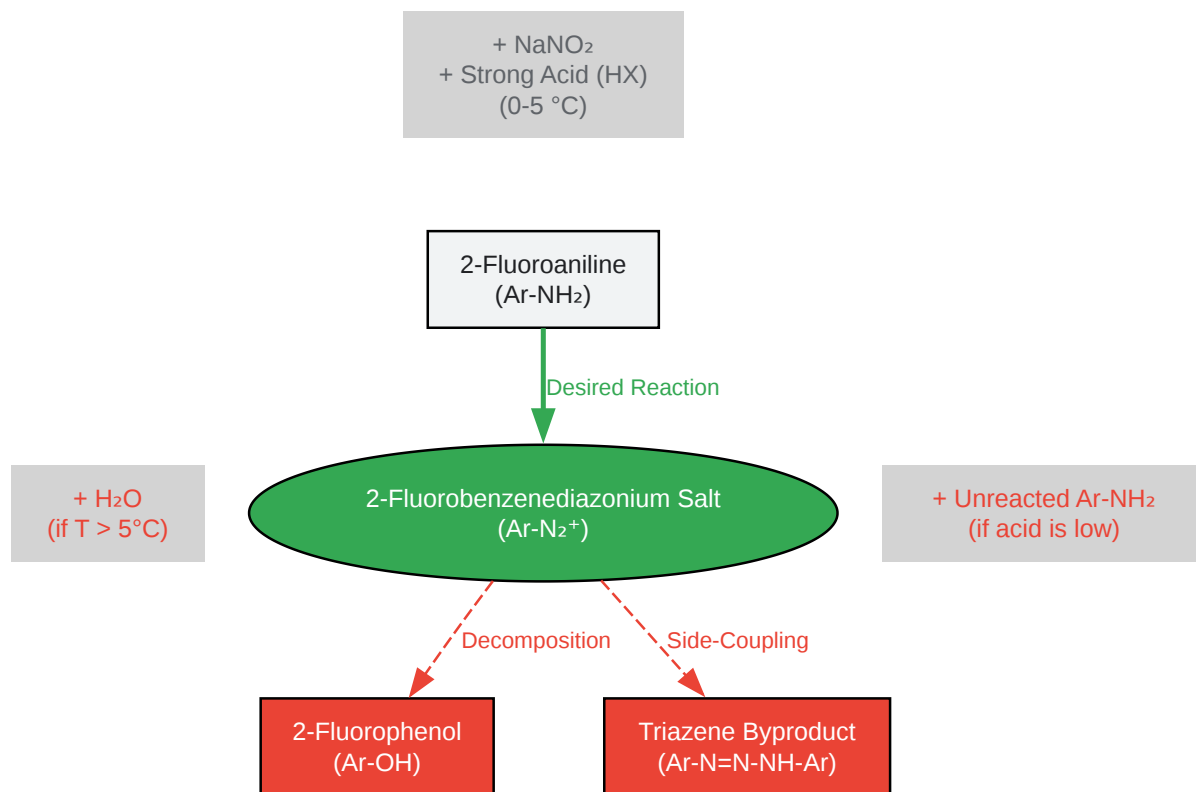 + NaNO₂
+ Strong Acid (HX)
(0-5 °C)
2-Fluoroaniline
(Ar-NH₂)
Desired Reaction
+ H₂O
(if T > 5°C)
2-Fluorobenzenediazonium Salt
(Ar-N₂⁺)
+ Unreacted Ar-NH₂
(if acid is low)
Decomposition
Side-Coupling
2-Fluorophenol
(Ar-OH)
Triazene Byproduct
(Ar-N=N-NH-Ar)